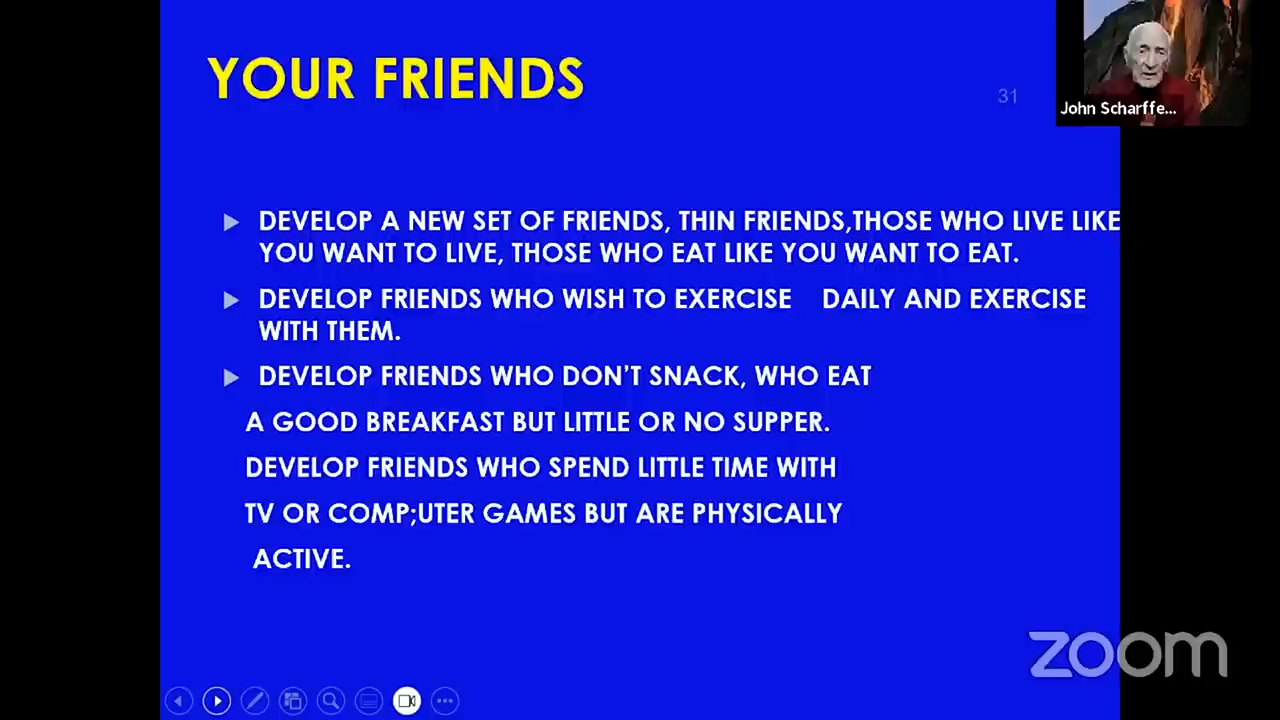 YOUR FRIENDS
31
John Scharffe...
DEVELOP A NEW SET OF FRIENDS, THIN FRIENDS,THOSE WHO LIVE LIKE
YOU WANT TO LIVE, THOSE WHO EAT LIKE YOU WANT TO EAT.
DEVELOP FRIENDS WHO WISH TO EXERCISE DAILY AND EXERCISE
WITH THEM.
DEVELOP FRIENDS WHO DON’T SNACK, WHO EAT
A GOOD BREAKFAST BUT LITTLE OR NO SUPPER.
DEVELOP FRIENDS WHO SPEND LITTLE TIME WITH
TV OR COMP;UTER GAMES BUT ARE PHYSICALLY
ACTIVE.
zoom